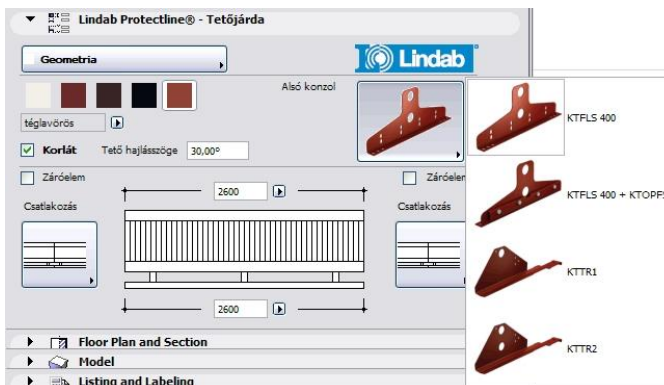 Lindab Protectline® - Tetőjárda
Geometria
Lindab
Alsó konzol
téglavörös
Korlát
Tető hajlásszöge
30,00°
Záróelem
2600
Záróelem
Csatlakozás
Csatlakozás
2600
KTFLS 400
KTFLS 400 + KTOPFS
KTTR1
KTTR2
Floor Plan and Section
Model
Listing and Labeling